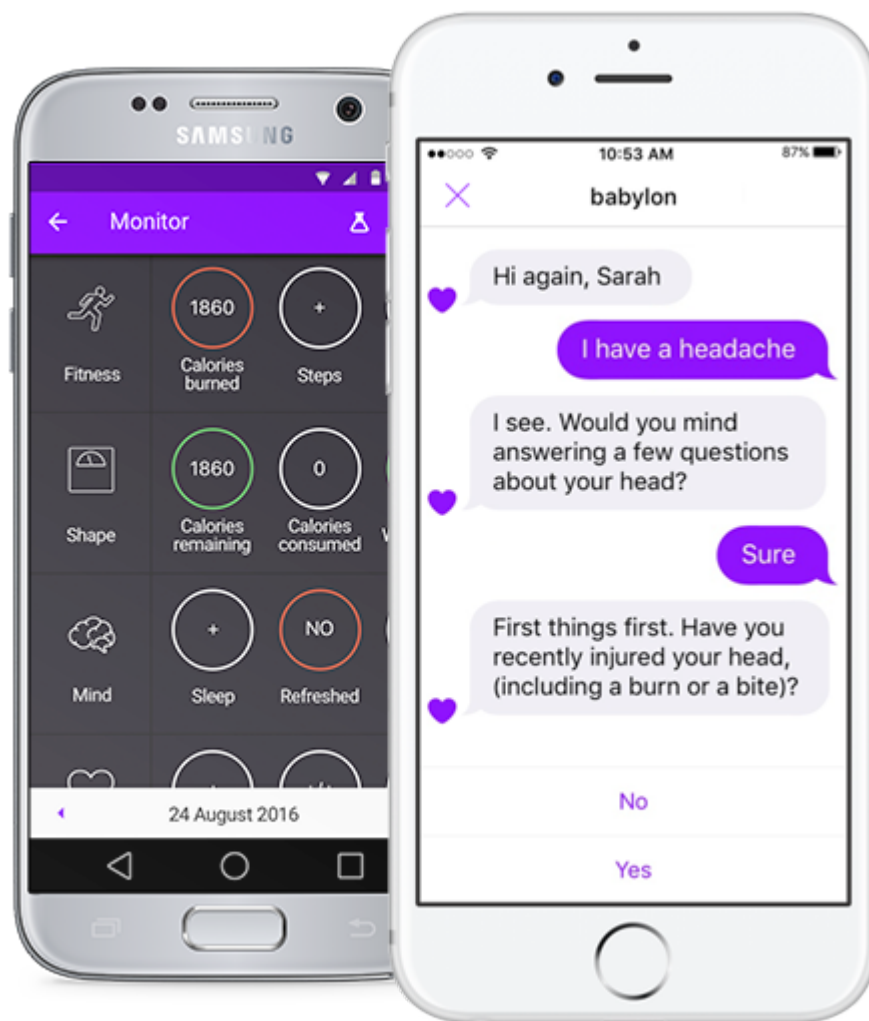 SAMSUNG
Monitor
Fitness
1860
Calories
burned
+
Steps
Shape
1860
Calories
remaining
0
Calories
consumed
Mind
+
Sleep
NO
Refreshed
24 August 2016
10:53 AM
87%
babylon
Hi again, Sarah
I have a headache
I see. Would you mind
answering a few questions
about your head?
Sure
First things first. Have you
recently injured your head,
(including a burn or a bite)?
No
Yes